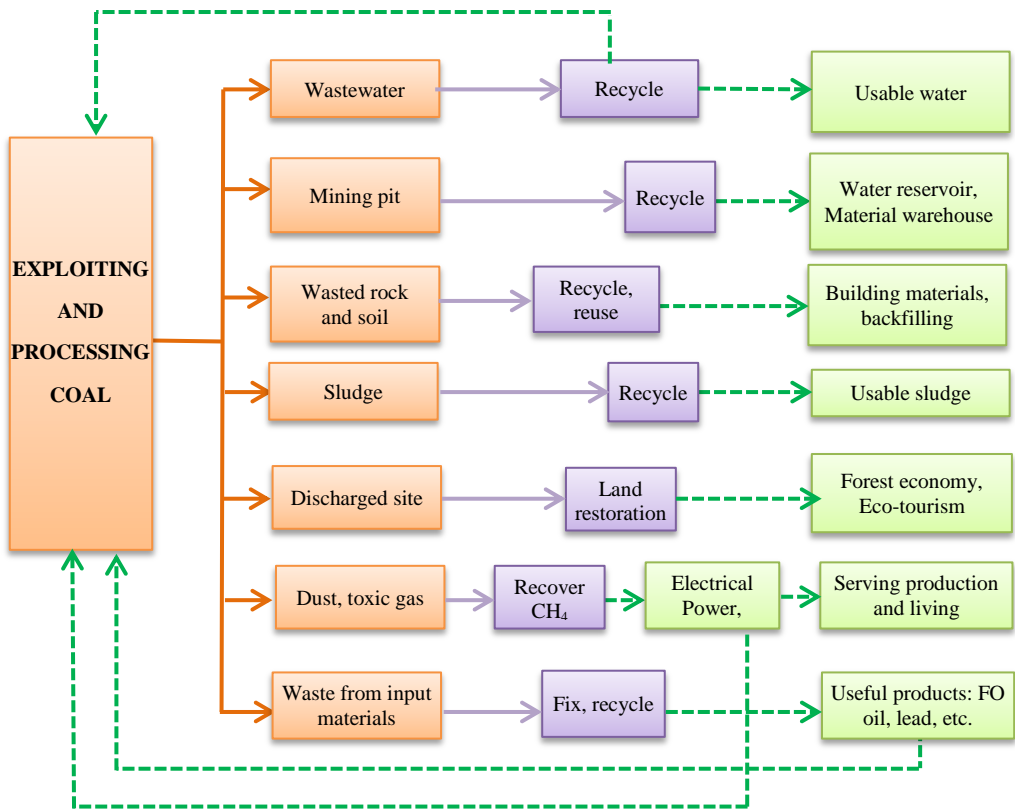 Wastewater
Recycle
Usable water
EXPLOITING
AND
PROCESSING
COAL
Mining pit
Recycle
Water reservoir,
Material warehouse
Wasted rock
and soil
Recycle,
reuse
Building materials,
backfilling
Sludge
Recycle
Usable sludge
Discharged site
Land
restoration
Forest economy,
Eco-tourism
Dust, toxic gas
Recover
CH₄
Electrical
Power,
Serving production
and living
Waste from input
materials
Fix, recycle
Useful products: FO
oil, lead, etc.